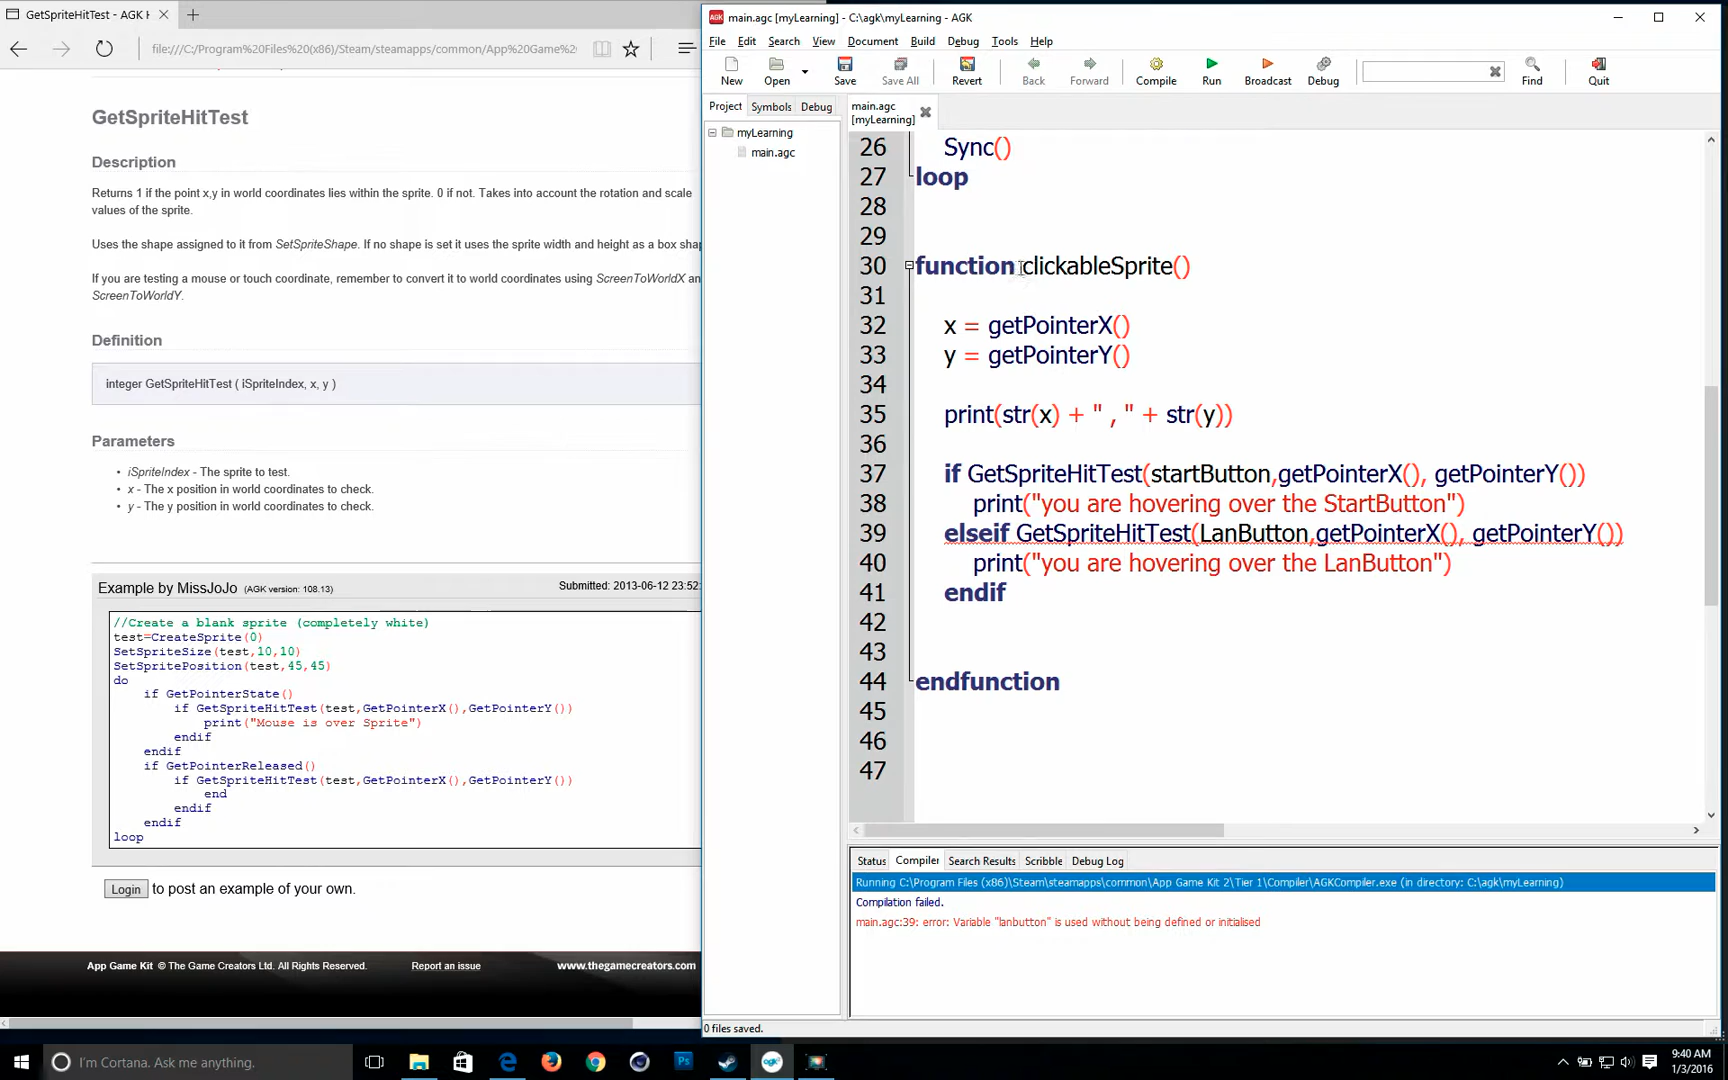 GetSpriteHitTest - AGK H
file:///C:/Program%20Files%20(x86)/Steam/steamapps/common/App%20Game%
GetSpriteHitTest
Description
Returns 1 if the point x,y in world coordinates lies within the sprite. 0 if not. Takes into account the rotation and scale
values of the sprite.
Uses the shape assigned to it from SetSpriteShape. If no shape is set it uses the sprite width and height as a box shap
If you are testing a mouse or touch coordinate, remember to convert it to world coordinates using ScreenToWorldX an
ScreenToWorldY.
Definition
integer GetSpriteHitTest ( iSpriteIndex, x, y )
Parameters
• iSpriteIndex - The sprite to test.
• x - The x position in world coordinates to check.
• y - The y position in world coordinates to check.
Example by MissJoJo (AGK version: 108.13)
Submitted: 2013-06-12 23:52:
//Create a blank sprite (completely white)
test=CreateSprite(0)
SetSpriteSize(test,10,10)
SetSpritePosition(test,45,45)
do
if GetPointerState()
if GetSpriteHitTest(test,GetPointerX(),GetPointerY())
print("Mouse is over Sprite")
endif
endif
if GetPointerReleased()
if GetSpriteHitTest(test,GetPointerX(),GetPointerY())
end
endif
endif
loop
Login to post an example of your own.
App Game Kit © The Game Creators Ltd. All Rights Reserved.
Report an issue
www.thegamecreators.com
main.agc [myLearning] - C:\agk\myLearning - AGK
File Edit Search View Document Build Debug Tools Help
New Open Save Save All Revert Back Forward Compile Run Broadcast Debug Find Quit
Project Symbols Debug
myLearning
main.agc
main.agc
[myLearning]
26 Sync()
27 loop
28
29
30 function clickableSprite()
31
32 x = getPointerX()
33 y = getPointerY()
34
35 print(str(x) + " , " + str(y))
36
37 if GetSpriteHitTest(startButton,getPointerX(), getPointerY())
38 print("you are hovering over the StartButton")
39 elseif GetSpriteHitTest(LanButton,getPointerX(), getPointerY())
40 print("you are hovering over the LanButton")
41 endif
42
43
44 endfunction
45
46
47
Status Compiler Search Results Scribble Debug Log
Running C:\Program Files (x86)\Steam\steamapps\common\App Game Kit 2\Tier 1\Compiler\AGKCompiler.exe (in directory: C:\agk\myLearning)
Compilation failed.
main.agc:39: error: Variable "lanbutton" is used without being defined or initialised
0 files saved.
I'm Cortana. Ask me anything.
9:40 AM
1/3/2016